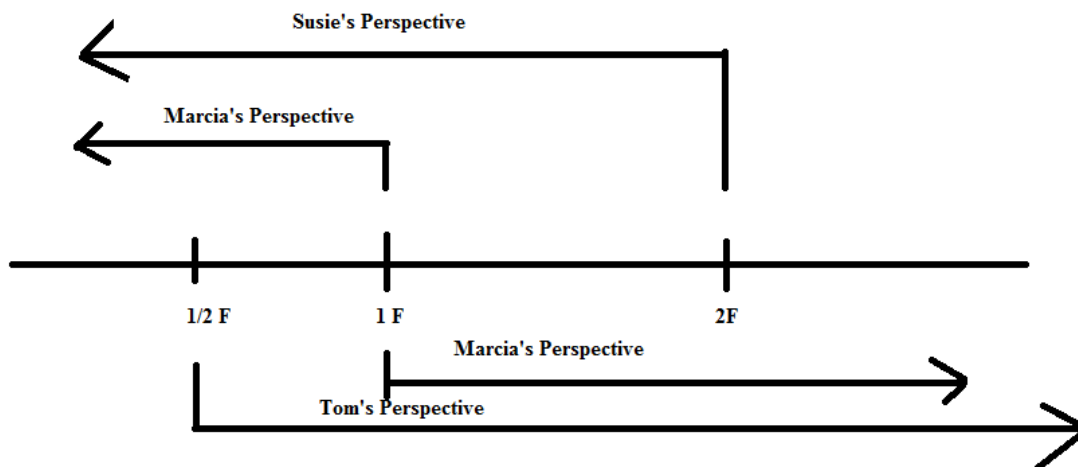 Susie's Perspective
Marcia's Perspective
1/2 F
1 F
2F
Marcia's Perspective
Tom's Perspective